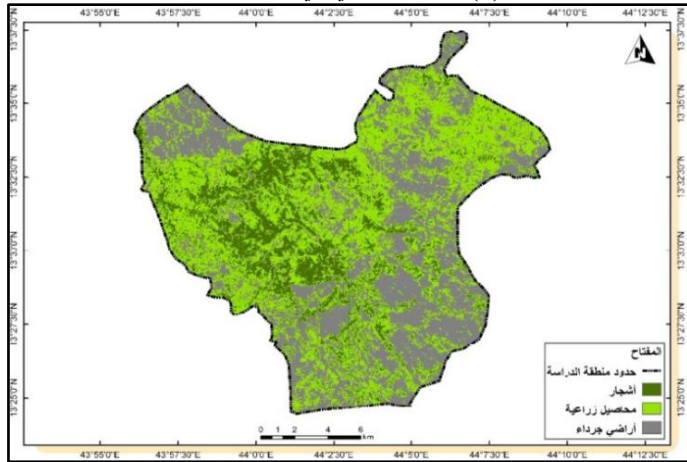 43°55'0"E 43°57'30"E 44°0'0"E 44°2'30"E 44°5'0"E 44°7'30"E 44°10'0"E 44°12'30"E
13°37'30"N 13°37'30"N
13°35'0"N 13°35'0"N
13°32'30"N 13°32'30"N
13°30'0"N 13°30'0"N
13°27'30"N 13°27'30"N
13°25'0"N 13°25'0"N
N
المفتاح
حدود منطقة الدراسة
أشجار
محاصيل زراعية
أراضي جرداء
0 1 2 4 6
km
43°55'0"E 43°57'30"E 44°0'0"E 44°2'30"E 44°5'0"E 44°7'30"E 44°10'0"E 44°12'30"E